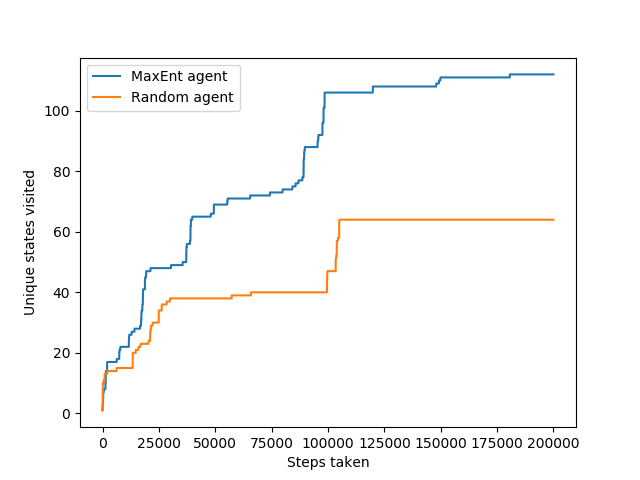 MaxEnt agent
Random agent
100
80
60
40
20
0
Unique states visited
0 25000 50000 75000 100000 125000 150000 175000 200000
Steps taken